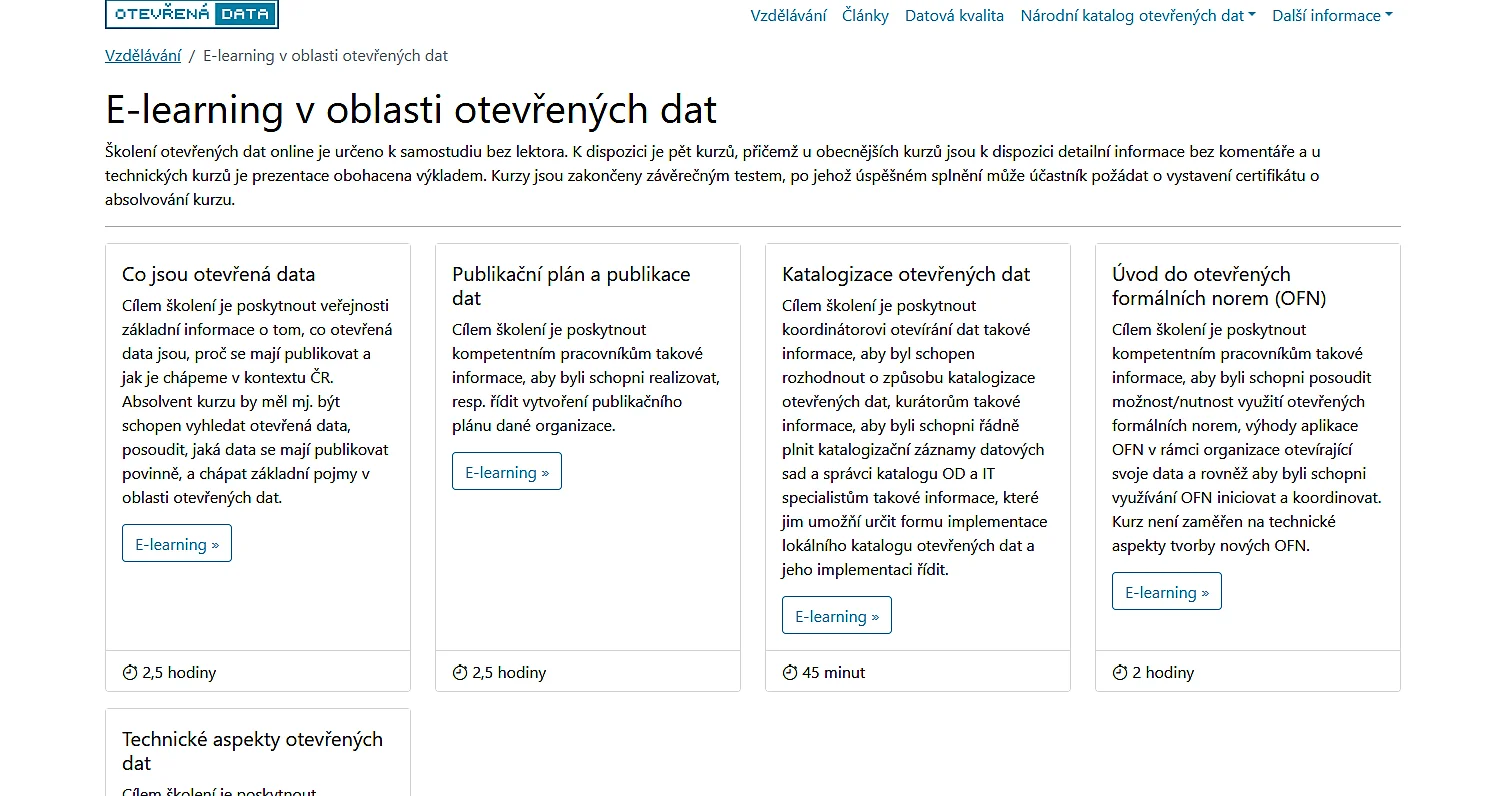 OTEVŘENÁ DATA
Vzdělávání Články Datová kvalita Národní katalog otevřených dat Další informace
Vzdělávání / E-learning v oblasti otevřených dat
E-learning v oblasti otevřených dat
Školení otevřených dat online je určeno k samostudiu bez lektora. K dispozici je pět kurzů, přičemž u obecnějších kurzů jsou k dispozici detailní informace bez komentáře a u
technických kurzů je prezentace obohacena výkladem. Kurzy jsou zakončeny závěrečným testem, po jehož úspěšném splnění může účastník požádat o vystavení certifikátu o
absolvování kurzu.
Co jsou otevřená data
Cílem školení je poskytnout veřejnosti
základní informace o tom, co otevřená
data jsou, proč se mají publikovat a
jak je chápeme v kontextu ČR.
Absolvent kurzu by měl mj. být
schopen vyhledat otevřená data,
posoudit, jaká data se mají publikovat
povinně, a chápat základní pojmy v
oblasti otevřených dat.
E-learning »
2,5 hodiny
Publikační plán a publikace
dat
Cílem školení je poskytnout
kompetentním pracovníkům takové
informace, aby byli schopni realizovat,
resp. řídit vytvoření publikačního
plánu dané organizace.
E-learning »
2,5 hodiny
Katalogizace otevřených dat
Cílem školení je poskytnout
koordinátorovi otevírání dat takové
informace, aby byl schopen
rozhodnout o způsobu katalogizace
otevřených dat, kurátorům takové
informace, aby byli schopni řádně
plnit katalogizační záznamy datových
sad a správci katalogu OD a IT
specialistům takové informace, které
jim umožňí určit formu implementace
lokálního katalogu otevřených dat a
jeho implementaci řídit.
E-learning »
45 minut
Úvod do otevřených
formálních norem (OFN)
Cílem školení je poskytnout
kompetentním pracovníkům takové
informace, aby byli schopni posoudit
možnost/nutnost využití otevřených
formálních norem, výhody aplikace
OFN v rámci organizace otevírající
svoje data a rovněž aby byli schopni
využívání OFN iniciovat a koordinovat.
Kurz není zaměřen na technické
aspekty tvorby nových OFN.
E-learning »
2 hodiny
Technické aspekty otevřených
dat
Cílem školení je poskytnout